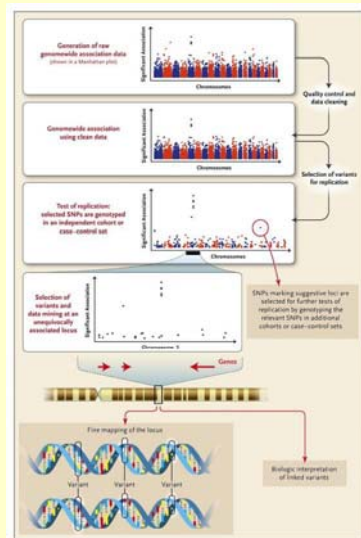 Generation of raw
genomewide association data
(shown in a Manhattan plot)
Significant Association
Chromosomes
Quality control and
data cleaning
Genomewide association
using clean data
Significant Association
Chromosomes
Selection of variants
for replication
Test of replication:
selected SNPs are genotyped
in an independent cohort or
case–control set
Significant Association
Chromosomes
Selection of
variants and
data mining at an
unequivocally
associated locus
Significant Association
SNPs marking suggestive loci are
selected for further tests of
replication by genotyping the
relevant SNPs in additional
cohorts or case–control sets
Genes
Fine mapping of the locus
Variant
Variant
Variant
Biologic interpretation
of linked variants